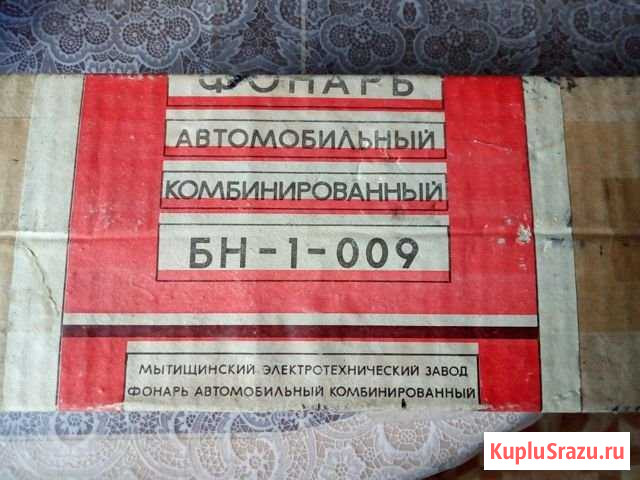 ФОНАРЬ
АВТОМОБИЛЬНЫЙ
КОМБИНИРОВАННЫЙ
БН-1-009
МЫТИЩИНСКИЙ ЭЛЕКТРОТЕХНИЧЕСКИЙ ЗАВОД
ФОНАРЬ АВТОМОБИЛЬНЫЙ КОМБИНИРОВАННЫЙ
KupluSrazu.ru